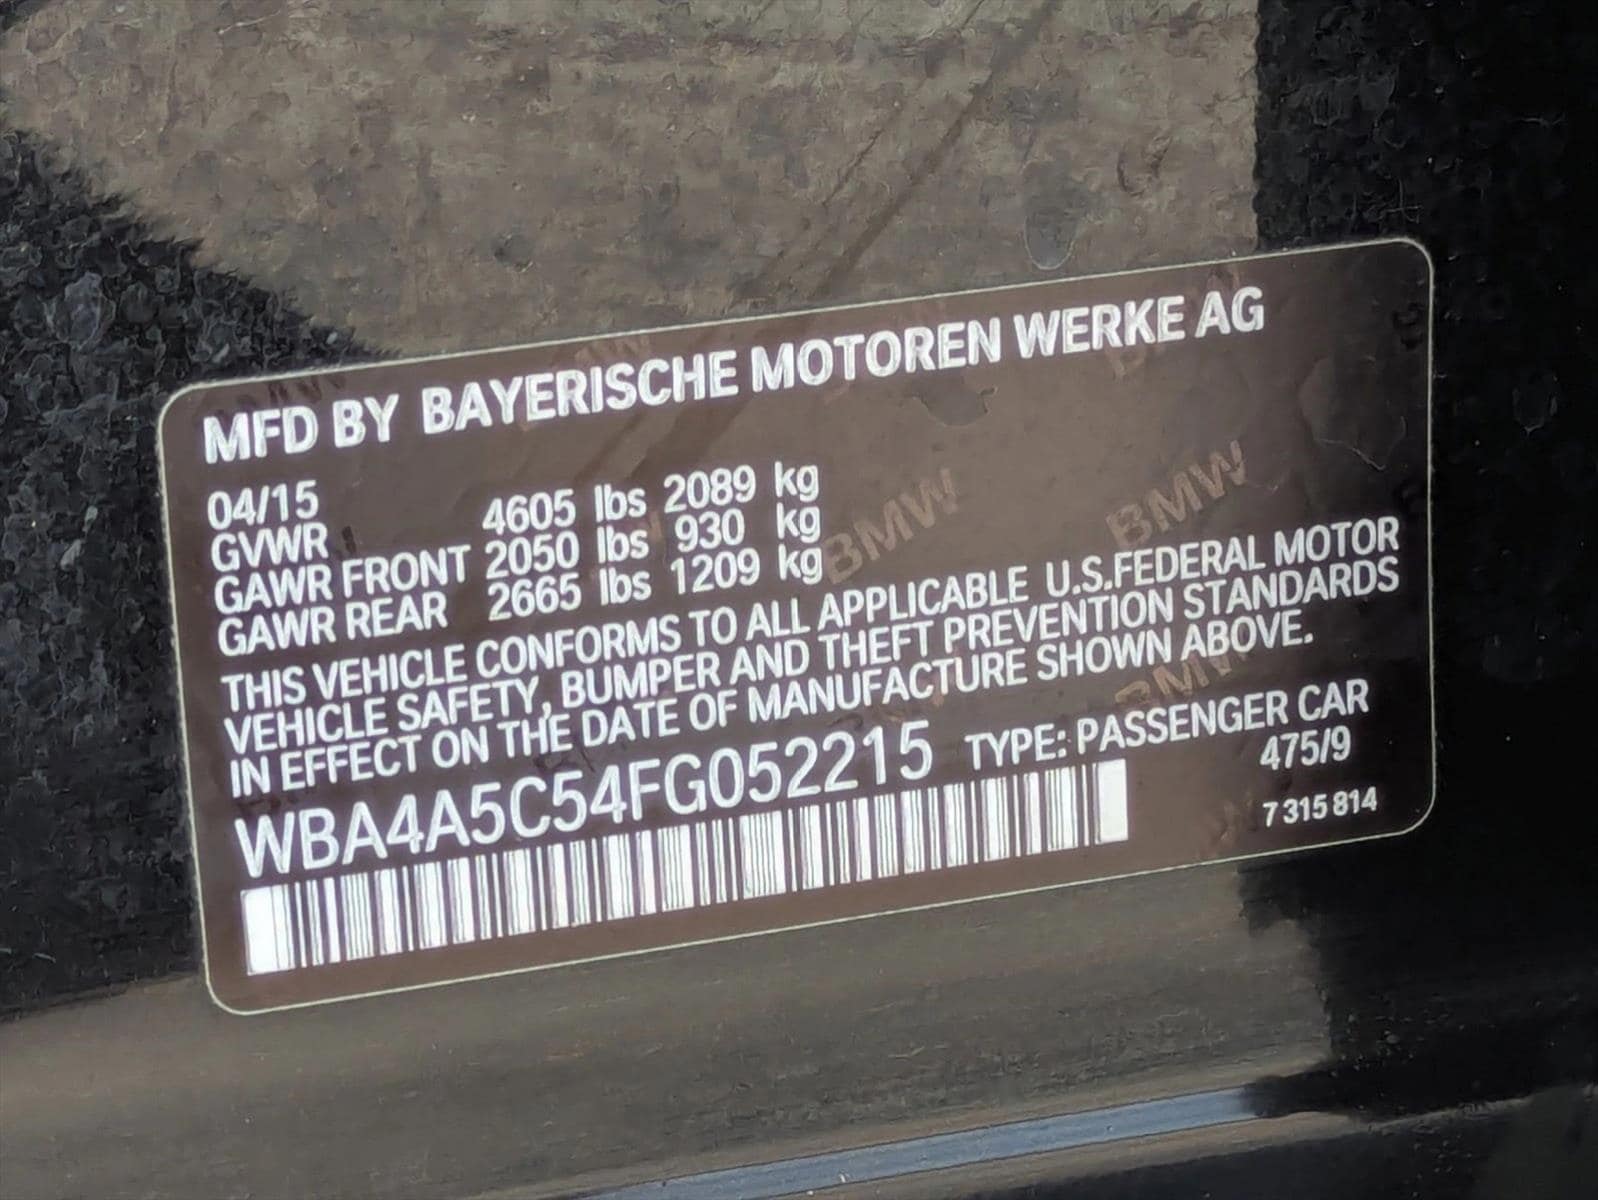 MFD BY BAYERISCHE MOTOREN WERKE AG
04/15
GVWR 4605 lbs 2089 kg
GAWR FRONT 2050 lbs 930 kg
GAWR REAR 2665 lbs 1209 kg
THIS VEHICLE CONFORMS TO ALL APPLICABLE U.S.FEDERAL MOTOR
VEHICLE SAFETY, BUMPER AND THEFT PREVENTION STANDARDS
IN EFFECT ON THE DATE OF MANUFACTURE SHOWN ABOVE.
WBA4A5C54FG052215 TYPE: PASSENGER CAR
475/9
7 315 814
BMW
BMW
BMW